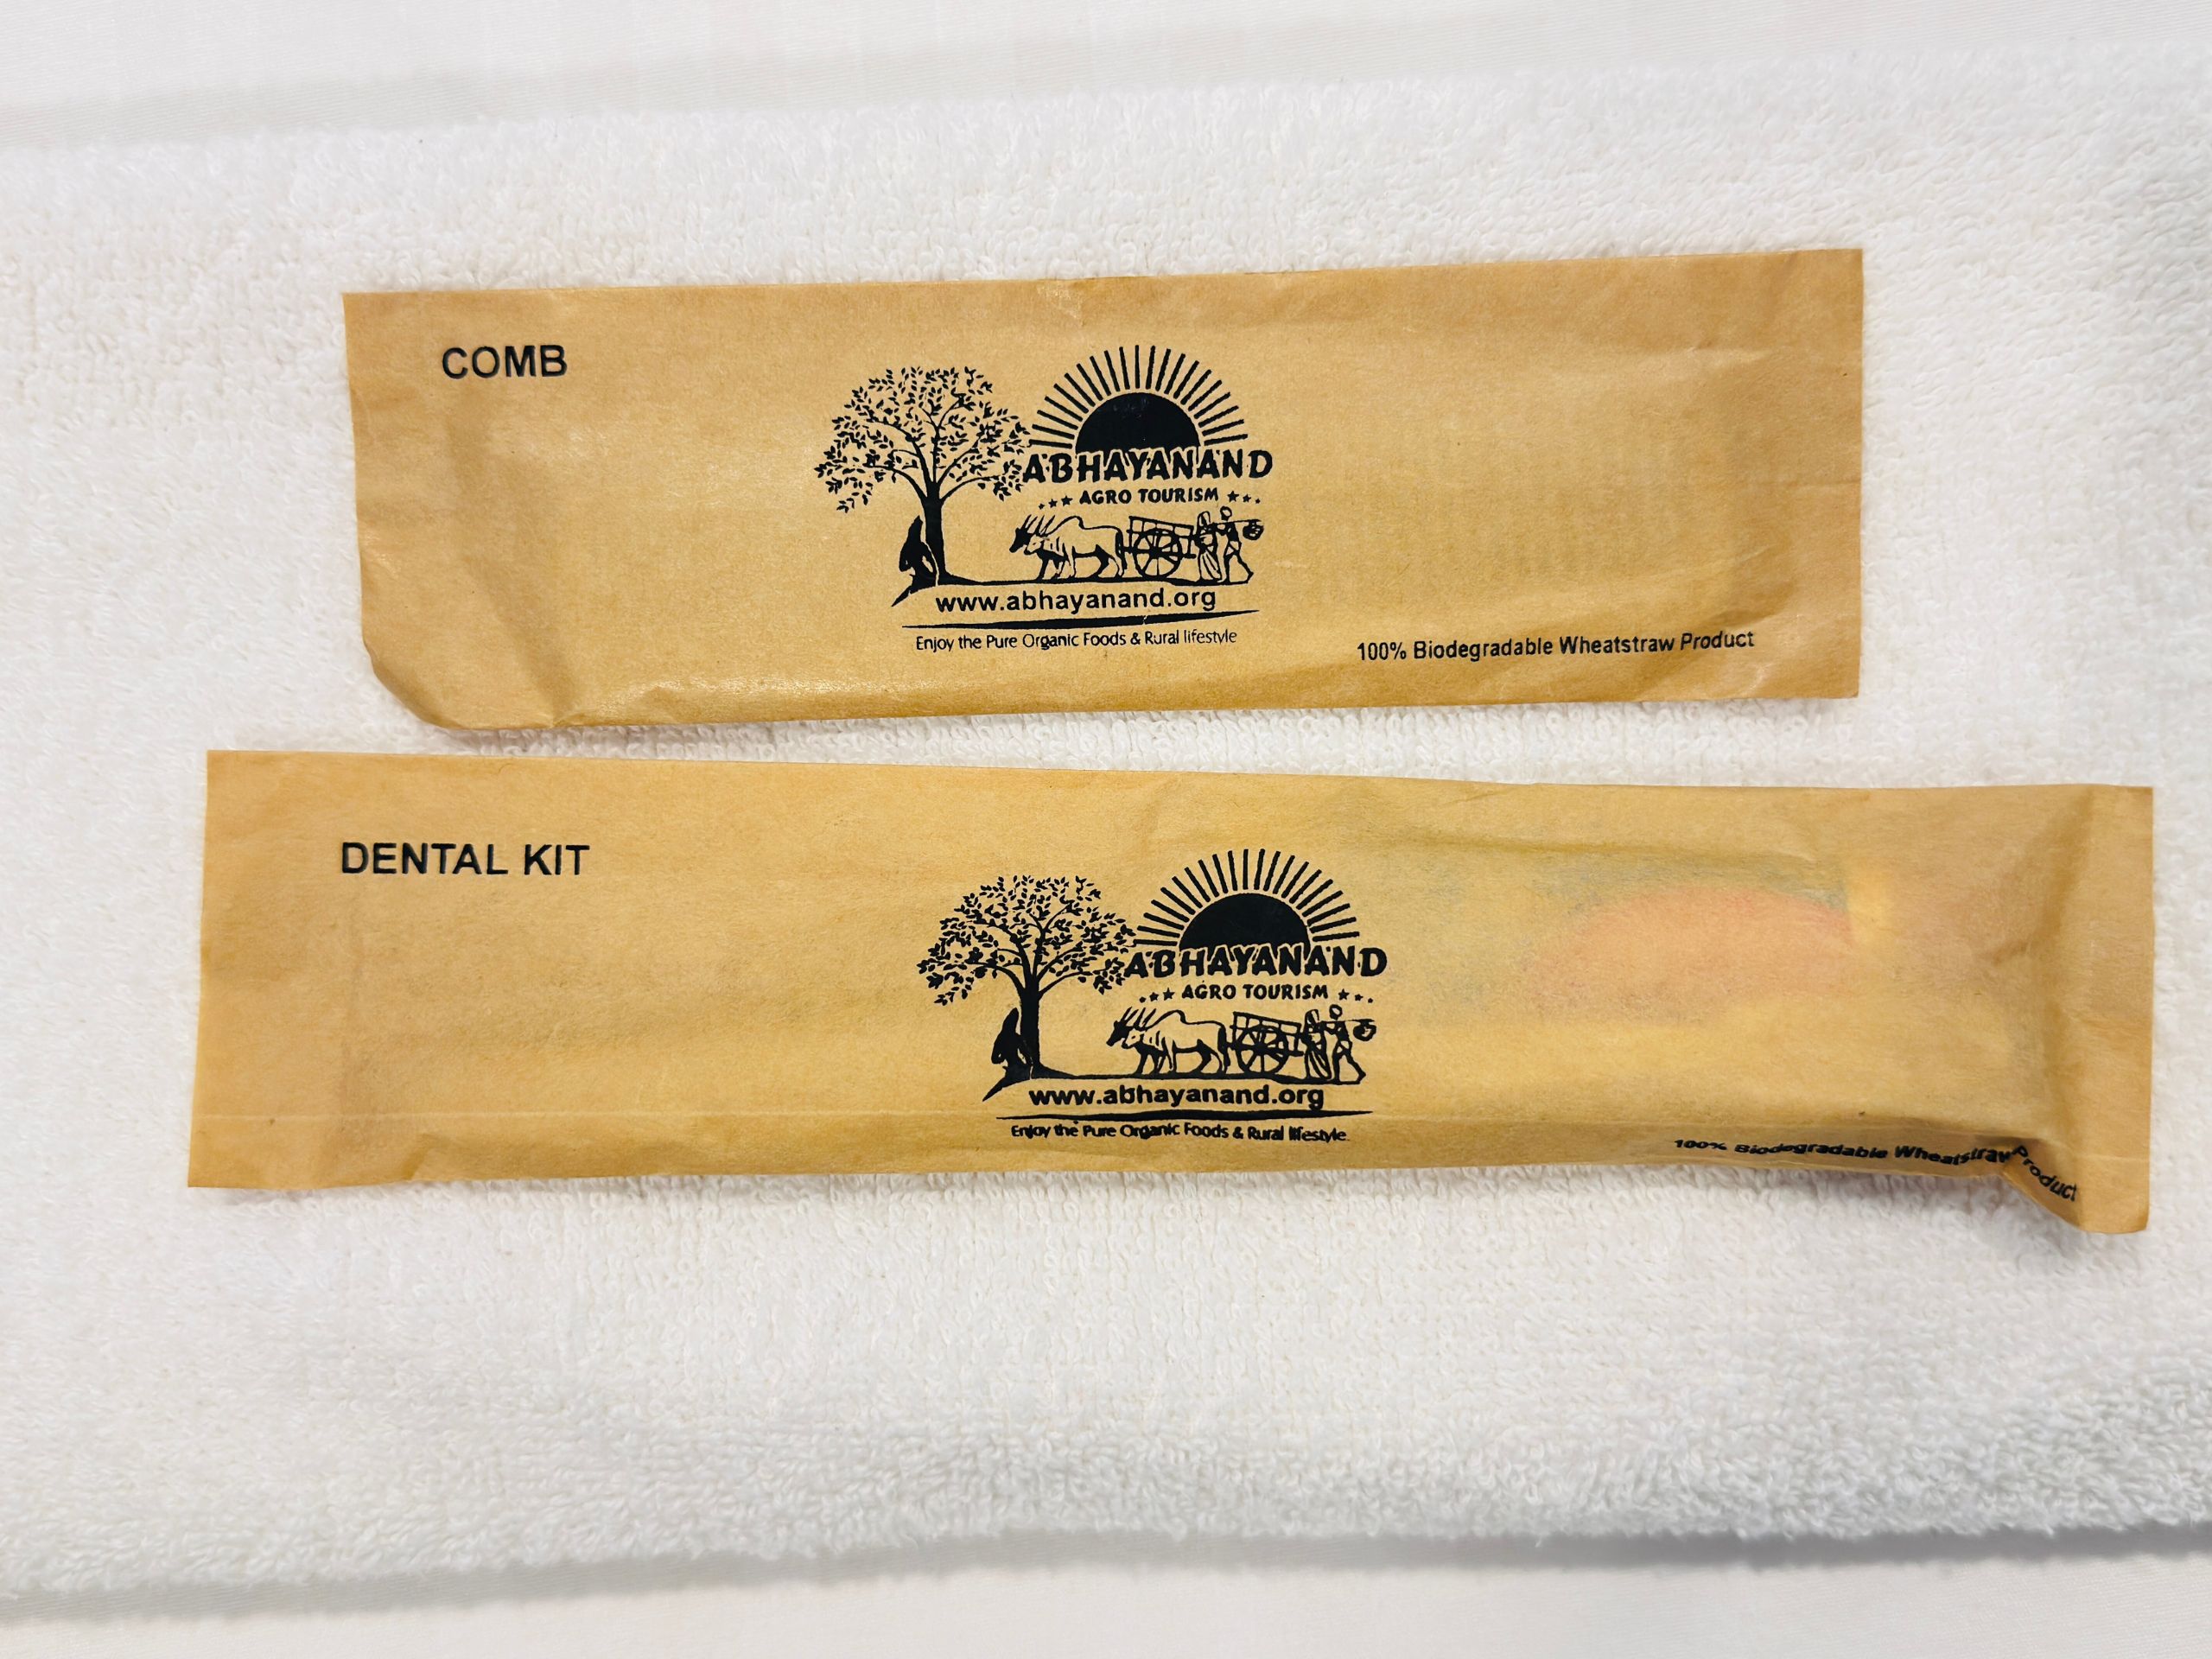 COMB
ABHAYANAND
AGRO TOURISM
www.abhayanand.org
Enjoy the Pure Organic Foods & Rural lifestyle
100% Biodegradable Wheatstraw Product
DENTAL KIT
ABHAYANAND
AGRO TOURISM
www.abhayanand.org
Enjoy the Pure Organic Foods & Rural lifestyle
100% Biodegradable Wheatstraw Product